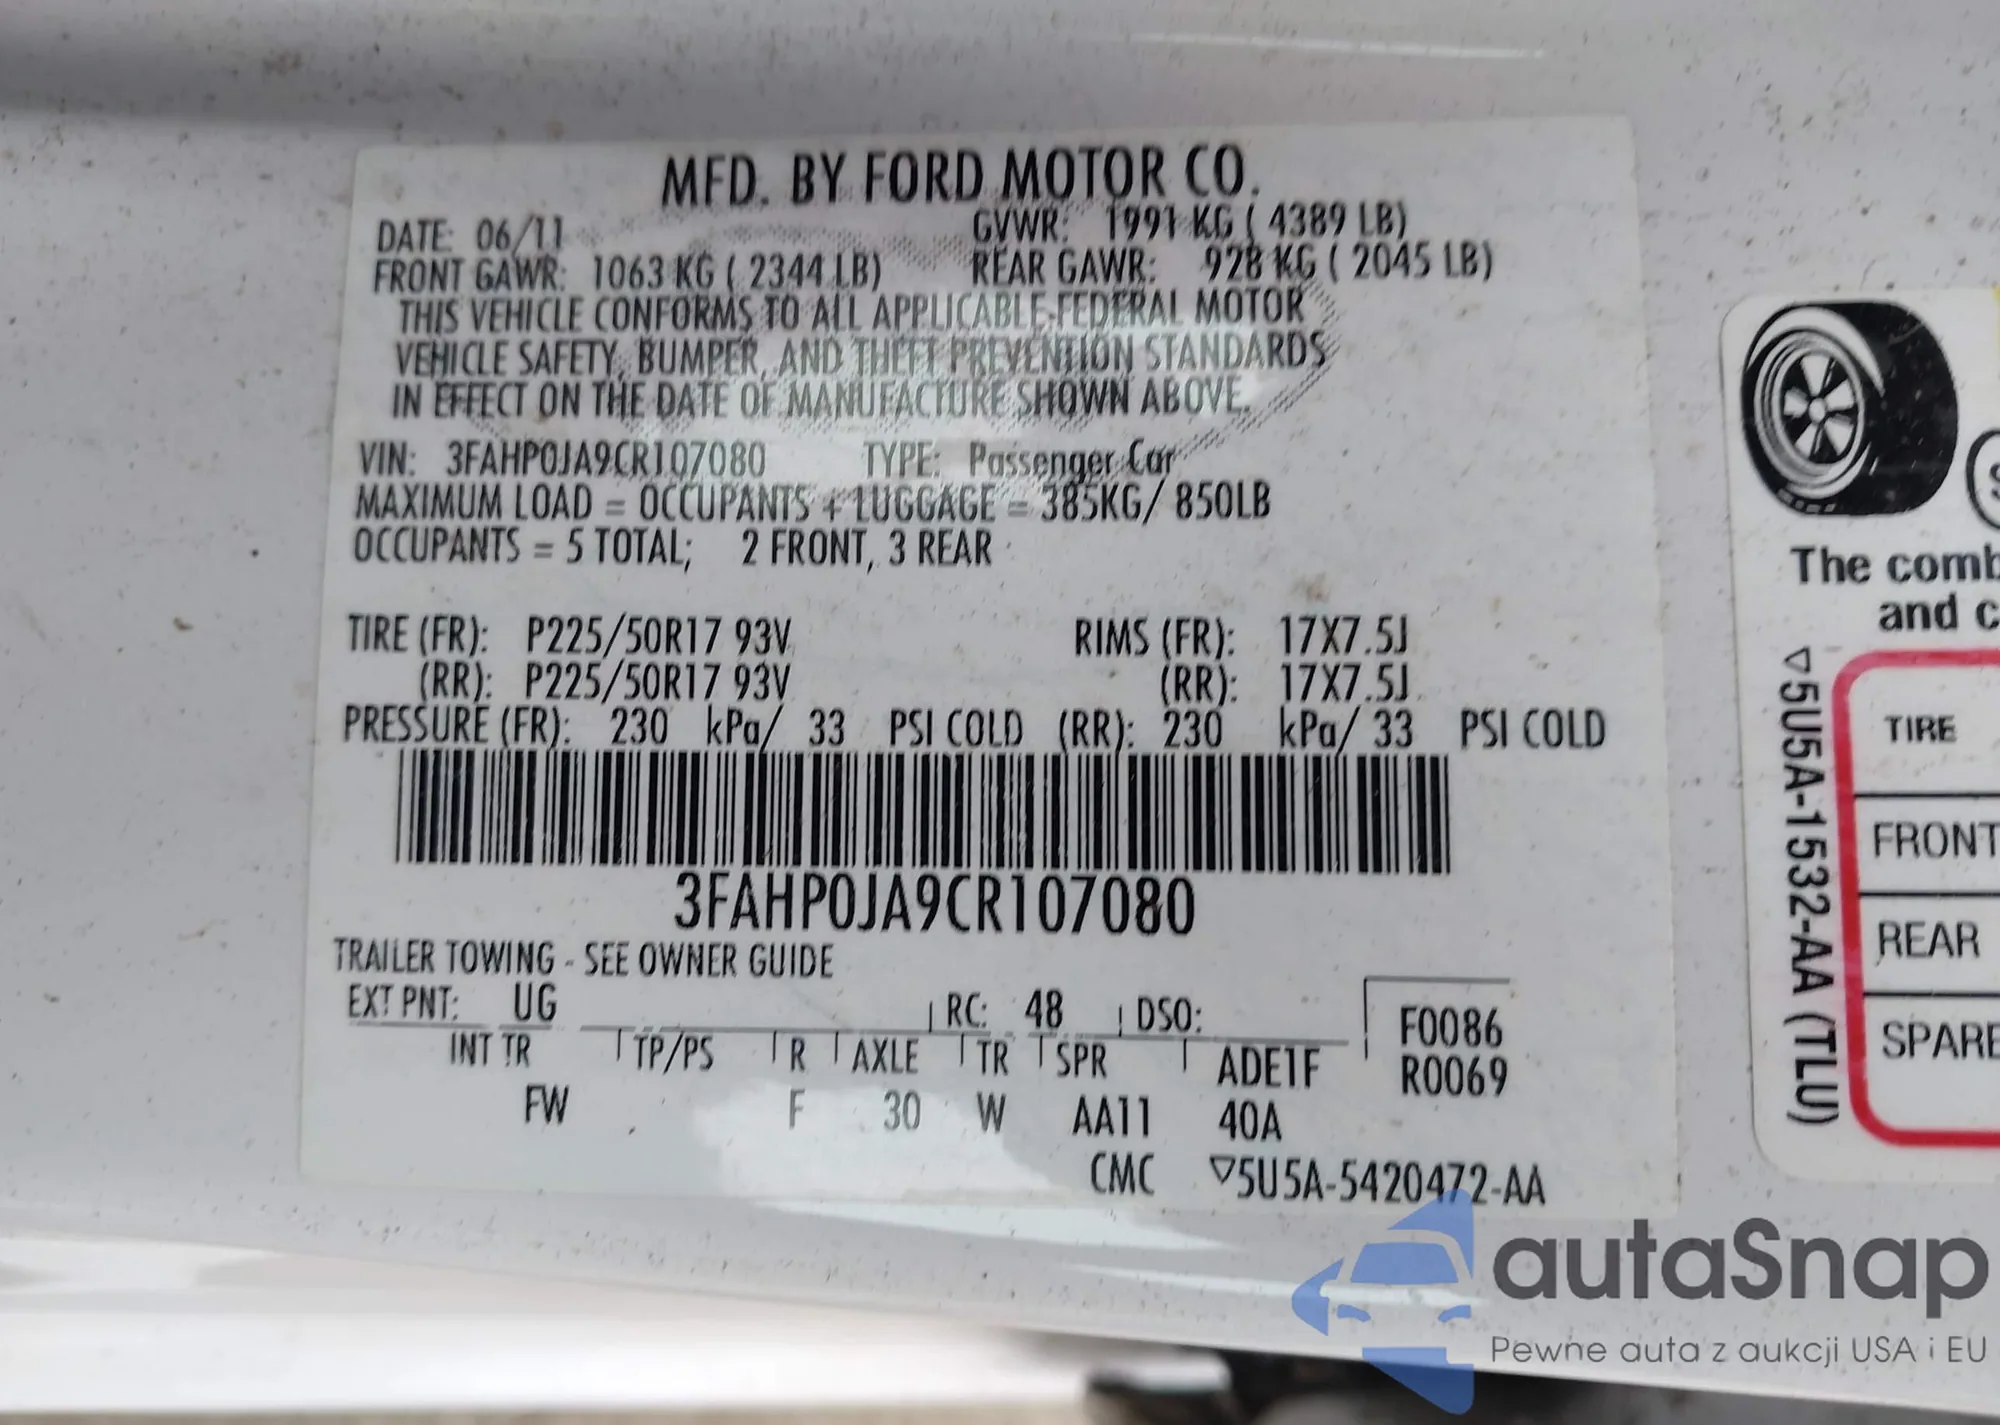 MFD. BY FORD MOTOR CO.
DATE: 06/11 GVWR: 1991 KG ( 4389 LB)
FRONT GAWR: 1063 KG ( 2344 LB) REAR GAWR: 928 KG ( 2045 LB)
THIS VEHICLE CONFORMS TO ALL APPLICABLE FEDERAL MOTOR
VEHICLE SAFETY, BUMPER, AND THEFT PREVENTION STANDARDS
IN EFFECT ON THE DATE OF MANUFACTURE SHOWN ABOVE.
VIN: 3FAHP0JA9CR107080 TYPE: Passenger Car
MAXIMUM LOAD = OCCUPANTS + LUGGAGE = 385KG/ 850LB
OCCUPANTS = 5 TOTAL; 2 FRONT, 3 REAR
TIRE (FR): P225/50R17 93V RIMS (FR): 17X7.5J
(RR): P225/50R17 93V (RR): 17X7.5J
PRESSURE (FR): 230 kPa/ 33 PSI COLD (RR): 230 kPa/ 33 PSI COLD
3FAHP0JA9CR107080
TRAILER TOWING - SEE OWNER GUIDE
EXT PNT: UG RC: 48 DSO: F0086
INT TR TP/PS R AXLE TR SPR ADE1F R0069
FW F 30 W AA11 40A
CMC ▽5U5A-5420472-AA
The
and
▽5U5A-1532-AA (TLU)
TIRE
FRONT
REAR
SPARE
autaSnap
Pewne auta z aukcji USA i EU